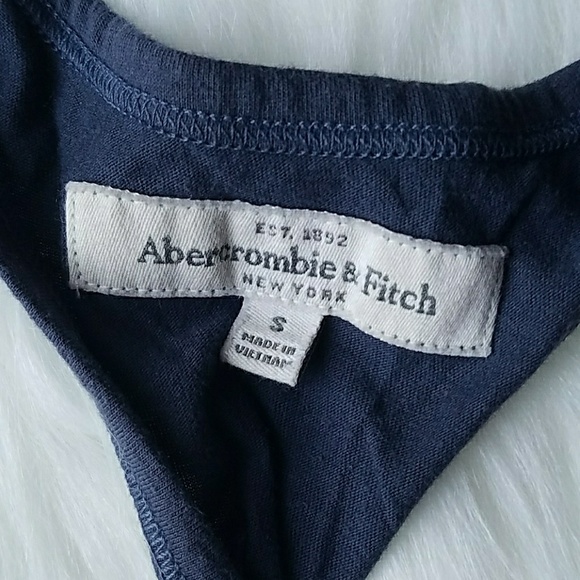 EST. 1892
Abercrombie & Fitch
NEW YORK
S
MADE IN
VIETNAM